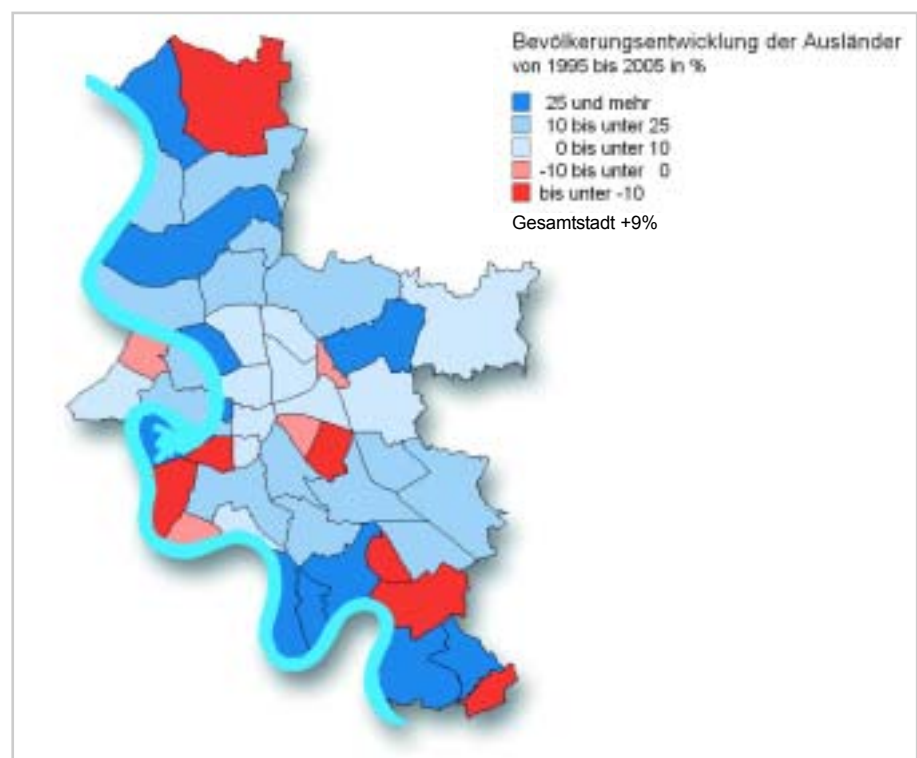 Bevölkerungsentwicklung der Ausländer
von 1995 bis 2005 in %
25 und mehr
10 bis unter 25
0 bis unter 10
-10 bis unter 0
bis unter -10
Gesamtstadt +9%